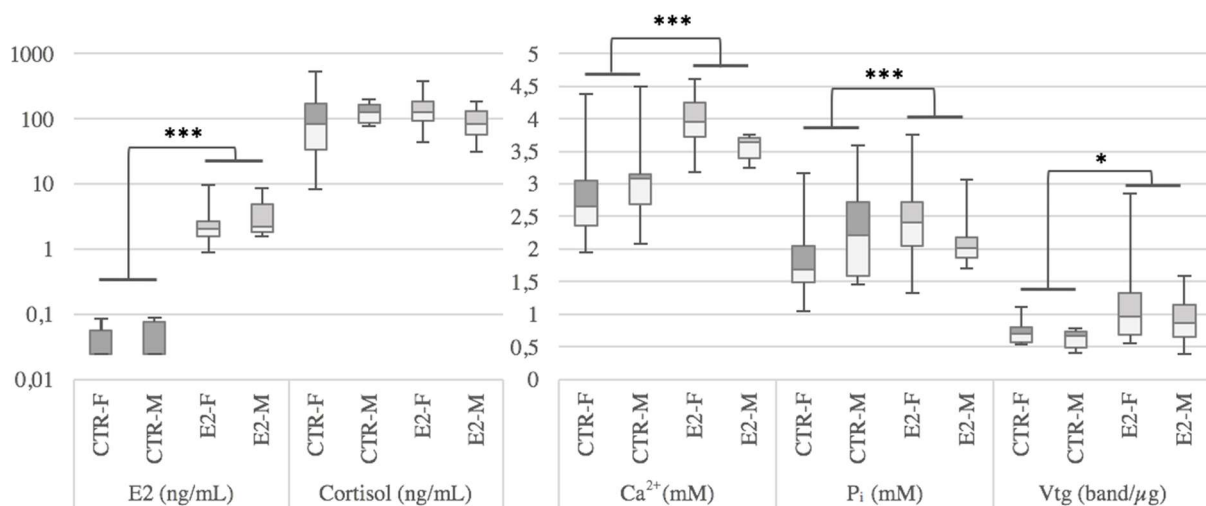 ***
***
***
*
1000
100
10
1
0,1
0,01
5
4,5
4
3,5
3
2,5
2
1,5
1
0,5
0
CTR-F
CTR-M
E2-F
E2-M
CTR-F
CTR-M
E2-F
E2-M
CTR-F
CTR-M
E2-F
E2-M
CTR-F
CTR-M
E2-F
E2-M
CTR-F
CTR-M
E2-F
E2-M
E2 (ng/mL)
Cortisol (ng/mL)
Ca²⁺(mM)
Pᵢ (mM)
Vtg (band/µg)